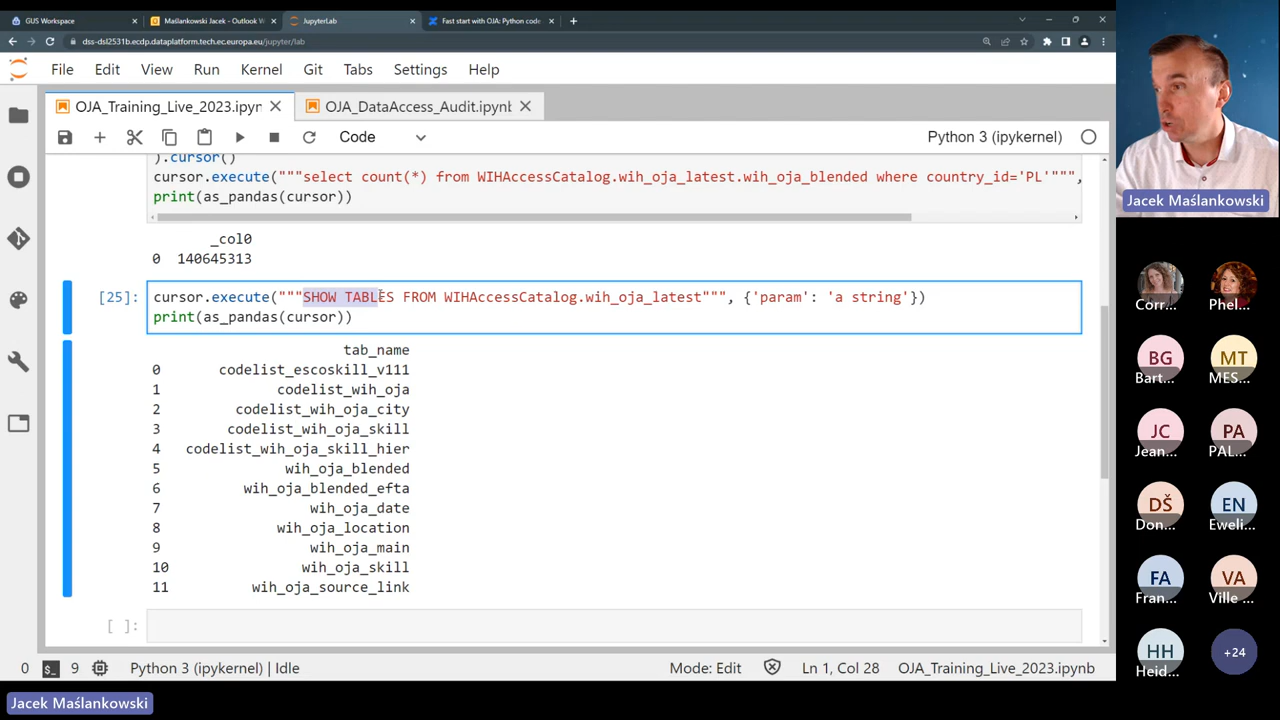 GUS Workspace
Maślankowski Jacek - Outlook W
JupyterLab
Fast start with OJA: Python code
dss-dsl2531b.ecdp.dataplatform.tech.ec.europa.eu/jupyter/lab
File Edit View Run Kernel Git Tabs Settings Help
OJA_Training_Live_2023.ipyn
OJA_DataAccess_Audit.ipynb
Code
Python 3 (ipykernel)
).cursor()
cursor.execute("""select count(*) from WIHAccessCatalog.wih_oja_latest.wih_oja_blended where country_id='PL'""",
print(as_pandas(cursor))
_col0
0 140645313
[25]: cursor.execute("""SHOW TABLES FROM WIHAccessCatalog.wih_oja_latest""", {'param': 'a string'})
print(as_pandas(cursor))
tab_name
0 codelist_escoskill_v111
1 codelist_wih_oja
2 codelist_wih_oja_city
3 codelist_wih_oja_skill
4 codelist_wih_oja_skill_hier
5 wih_oja_blended
6 wih_oja_blended_efta
7 wih_oja_date
8 wih_oja_location
9 wih_oja_main
10 wih_oja_skill
11 wih_oja_source_link
[ ]:
0 9 Python 3 (ipykernel) | Idle Mode: Edit Ln 1, Col 28 OJA_Training_Live_2023.ipynb
Jacek Maślankowski
Jacek Maślankowski
Corr... Phel...
BG MT
Bart... MES...
JC PA
Jean... PAL...
DŠ EN
Don... Eweli...
FA VA
Fran... Ville ...
HH +24
Heid...